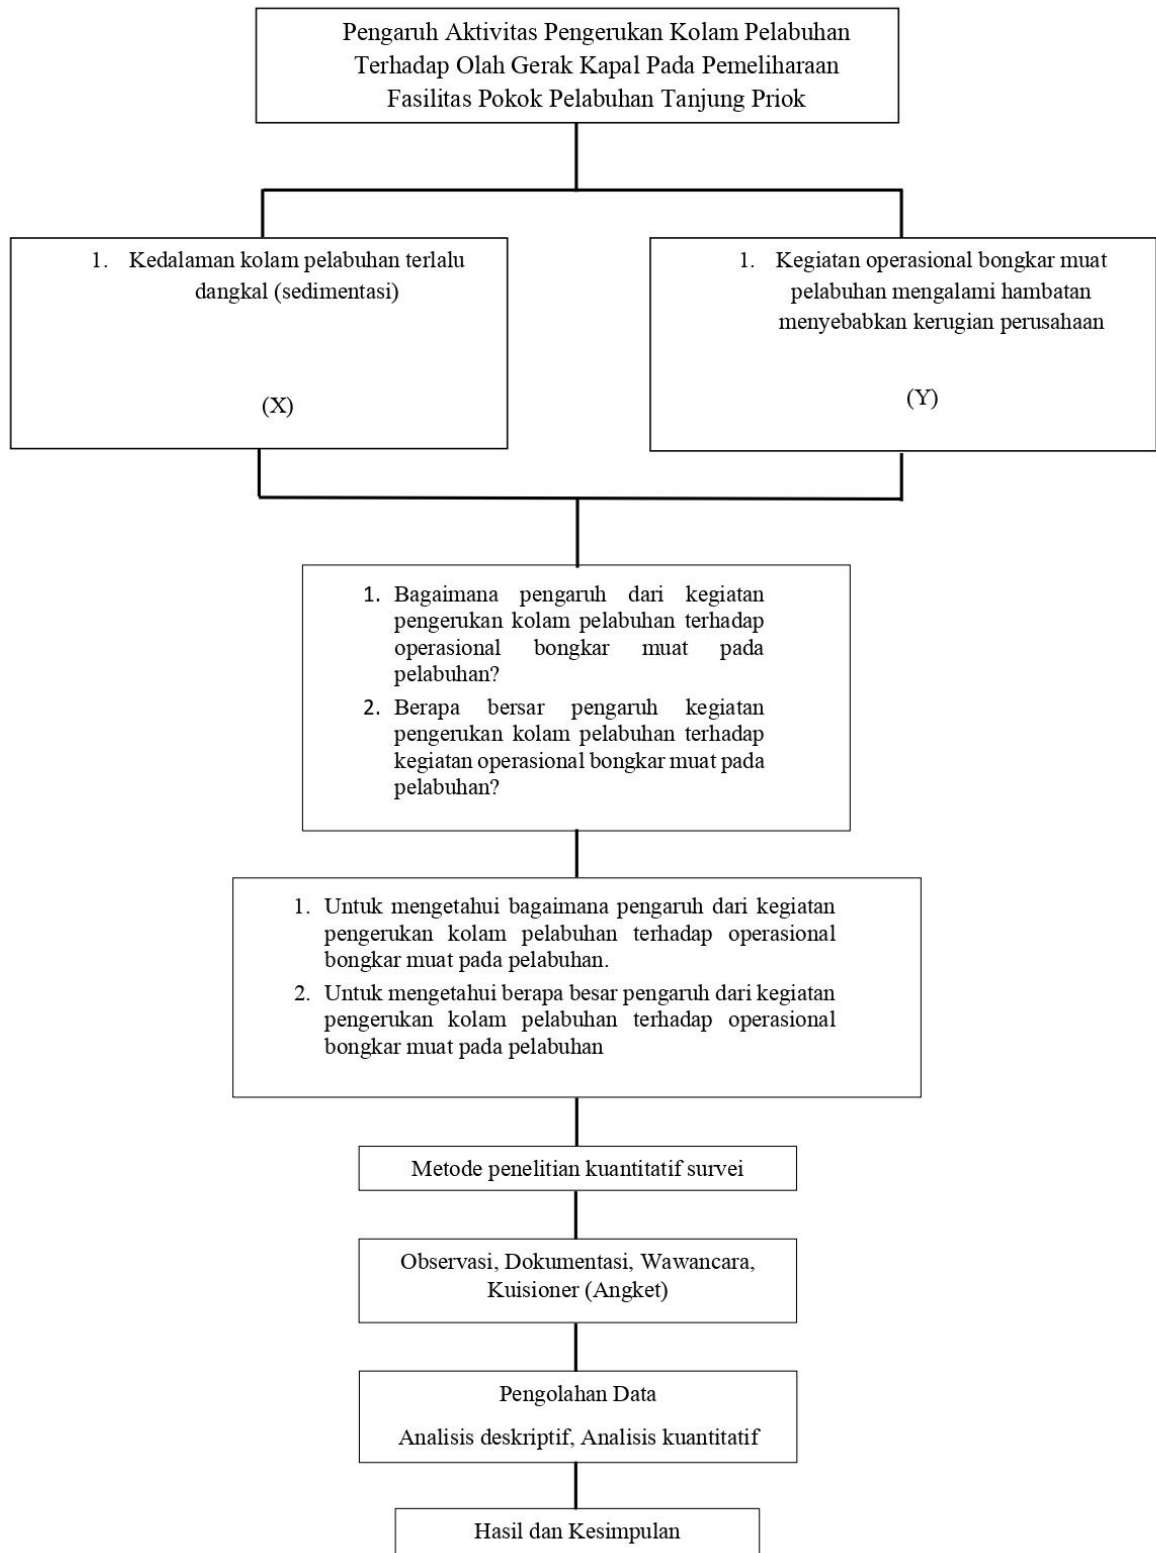 Pengaruh Aktivitas Pengerukan Kolam Pelabuhan
Terhadap Olah Gerak Kapal Pada Pemeliharaan
Fasilitas Pokok Pelabuhan Tanjung Priok
1. Kedalaman kolam pelabuhan terlalu
dangkal (sedimentasi)
(X)
1. Kegiatan operasional bongkar muat
pelabuhan mengalami hambatan
menyebabkan kerugian perusahaan
(Y)
1. Bagaimana pengaruh dari kegiatan
pengerukan kolam pelabuhan terhadap
operasional bongkar muat pada
pelabuhan?
2. Berapa bersar pengaruh kegiatan
pengerukan kolam pelabuhan terhadap
kegiatan operasional bongkar muat pada
pelabuhan?
1. Untuk mengetahui bagaimana pengaruh dari kegiatan
pengerukan kolam pelabuhan terhadap operasional
bongkar muat pada pelabuhan.
2. Untuk mengetahui berapa besar pengaruh dari kegiatan
pengerukan kolam pelabuhan terhadap operasional
bongkar muat pada pelabuhan
Metode penelitian kuantitatif survei
Observasi, Dokumentasi, Wawancara,
Kuisioner (Angket)
Pengolahan Data
Analisis deskriptif, Analisis kuantitatif
Hasil dan Kesimpulan